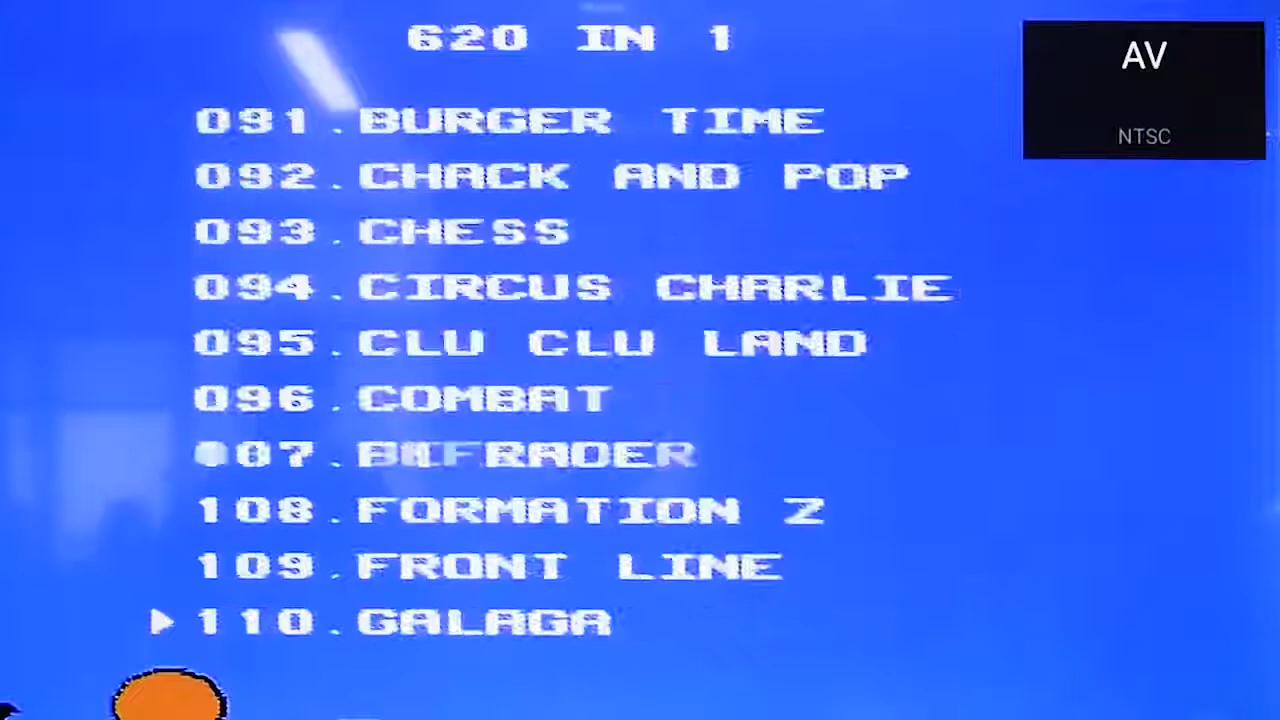 620 IN 1
AV
NTSC
091.BURGER TIME
092.CHACK AND POP
093.CHESS
094.CIRCUS CHARLIE
095.CLU CLU LAND
096.COMBAT
108.FORMATION Z
109.FRONT LINE
110.GALAGA